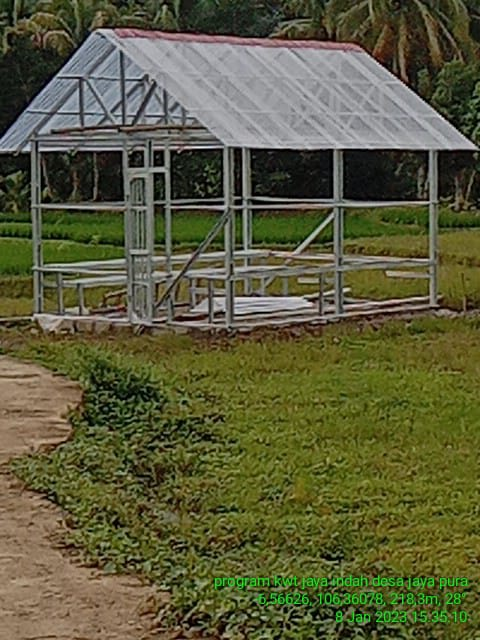 program kwt jaya indah desa jaya pura
6,56626, 106,36078, 218,3m, 28°
8 Jan 2023 15.35.10